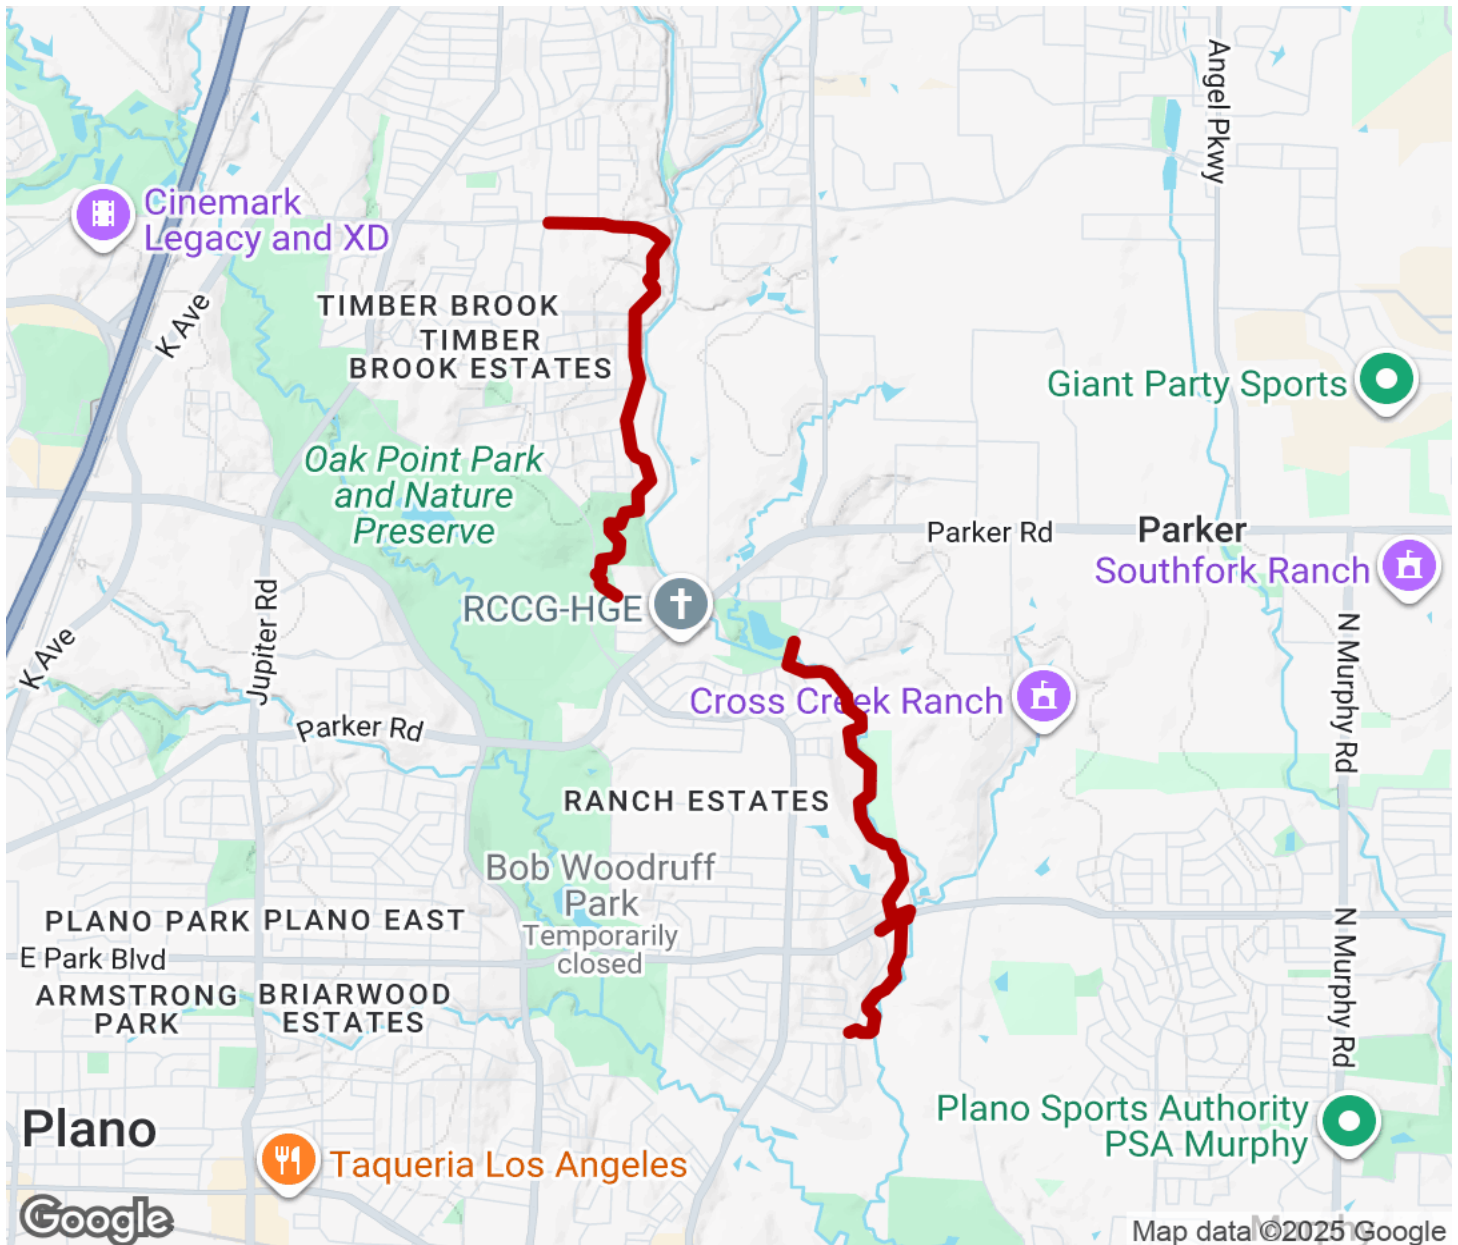 Angel Pkwy
Cinemark
Legacy and XD
K Ave
TIMBER BROOK
TIMBER
BROOK ESTATES
Giant Party Sports
Oak Point Park
and Nature
Preserve
Parker Rd
Parker
Southfork Ranch
RCCG-HGE
Jupiter Rd
K Ave
N Murphy Rd
Cross Creek Ranch
Parker Rd
RANCH ESTATES
Bob Woodruff
Park
Temporarily
closed
PLANO PARK
PLANO EAST
E Park Blvd
N Murphy Rd
ARMSTRONG
PARK
BRIARWOOD
ESTATES
Plano
Plano Sports Authority
PSA Murphy
Taqueria Los Angeles
Google
Murphy
Map data ©2025 Google